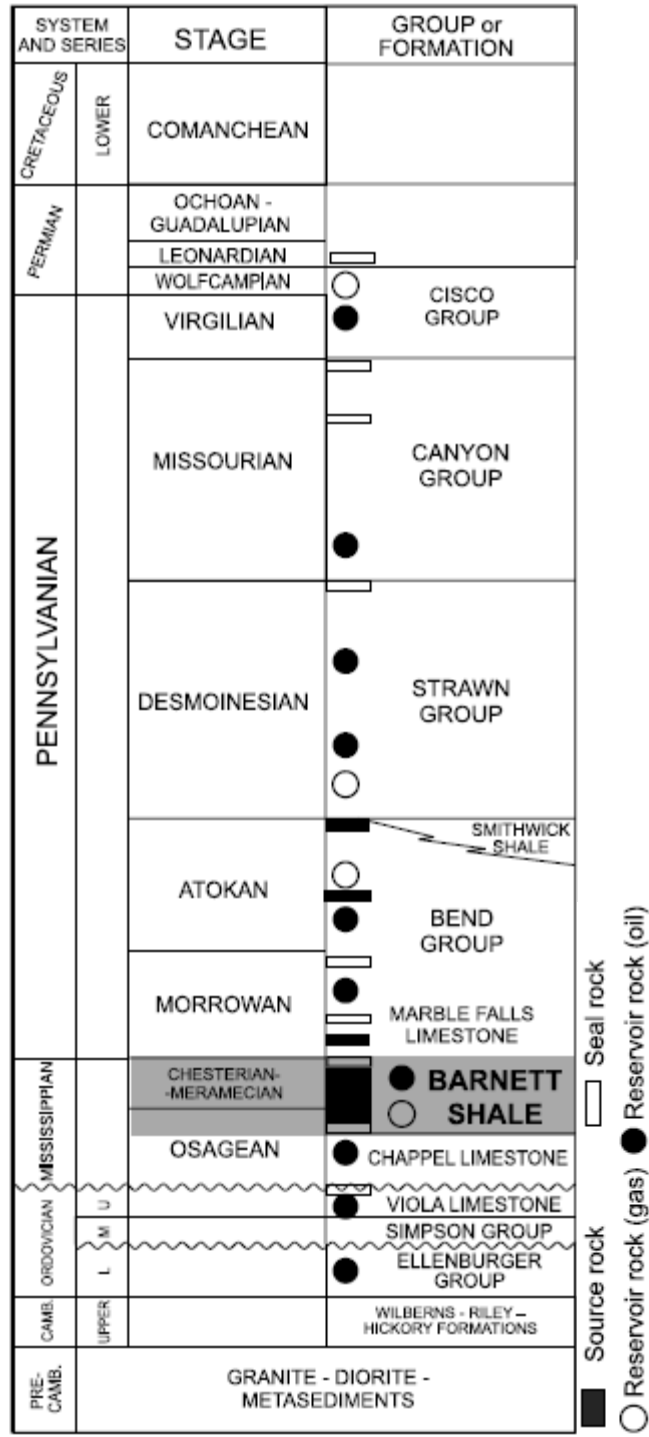 SYSTEM
AND SERIES
STAGE
GROUP or
FORMATION
CRETACEOUS
LOWER
COMANCHEAN
PERMIAN
OCHOAN -
GUADALUPIAN
LEONARDIAN
WOLFCAMPIAN
CISCO
GROUP
PENNSYLVANIAN
VIRGILIAN
MISSOURIAN
CANYON
GROUP
DESMOINESIAN
STRAWN
GROUP
SMITHWICK
SHALE
ATOKAN
BEND
GROUP
MORROWAN
MARBLE FALLS
LIMESTONE
MISSISSIPPIAN
CHESTERIAN-
-MERAMECIAN
BARNETT
SHALE
OSAGEAN
CHAPPEL LIMESTONE
ORDOVICIAN
U
VIOLA LIMESTONE
M
SIMPSON GROUP
L
ELLENBURGER
GROUP
CAMB.
UPPER
WILBERNS - RILEY –
HICKORY FORMATIONS
PRE-
CAMB.
GRANITE - DIORITE -
METASEDIMENTS
Source rock
Seal rock
Reservoir rock (gas)
Reservoir rock (oil)